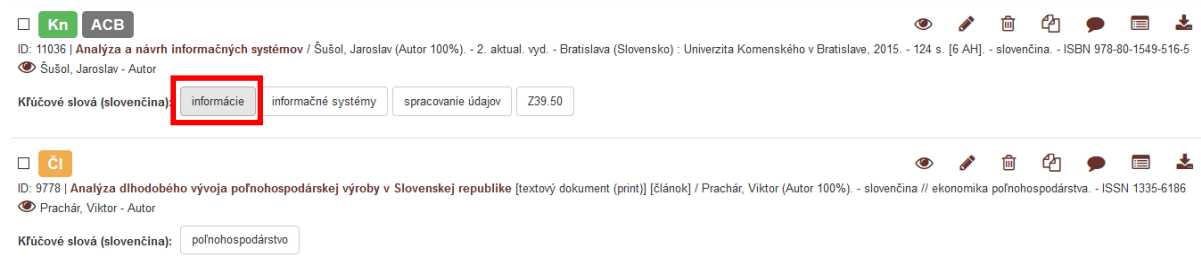 Kn ACB
ID: 11036 | Analýza a návrh informačných systémov / Šušol, Jaroslav (Autor 100%). - 2. aktual. vyd. - Bratislava (Slovensko) : Univerzita Komenského v Bratislave, 2015. - 124 s. [6 AH]. - slovenčina. - ISBN 978-80-1549-516-5
Šušol, Jaroslav - Autor
Kľúčové slová (slovenčina): informácie informačné systémy spracovanie údajov Z39.50
Čl
ID: 9778 | Analýza dlhodobého vývoja poľnohospodárskej výroby v Slovenskej republike [textový dokument (print)] [článok] / Prachár, Viktor (Autor 100%). - slovenčina // ekonomika poľnohospodárstva. - ISSN 1335-6186
Prachár, Viktor - Autor
Kľúčové slová (slovenčina): poľnohospodárstvo